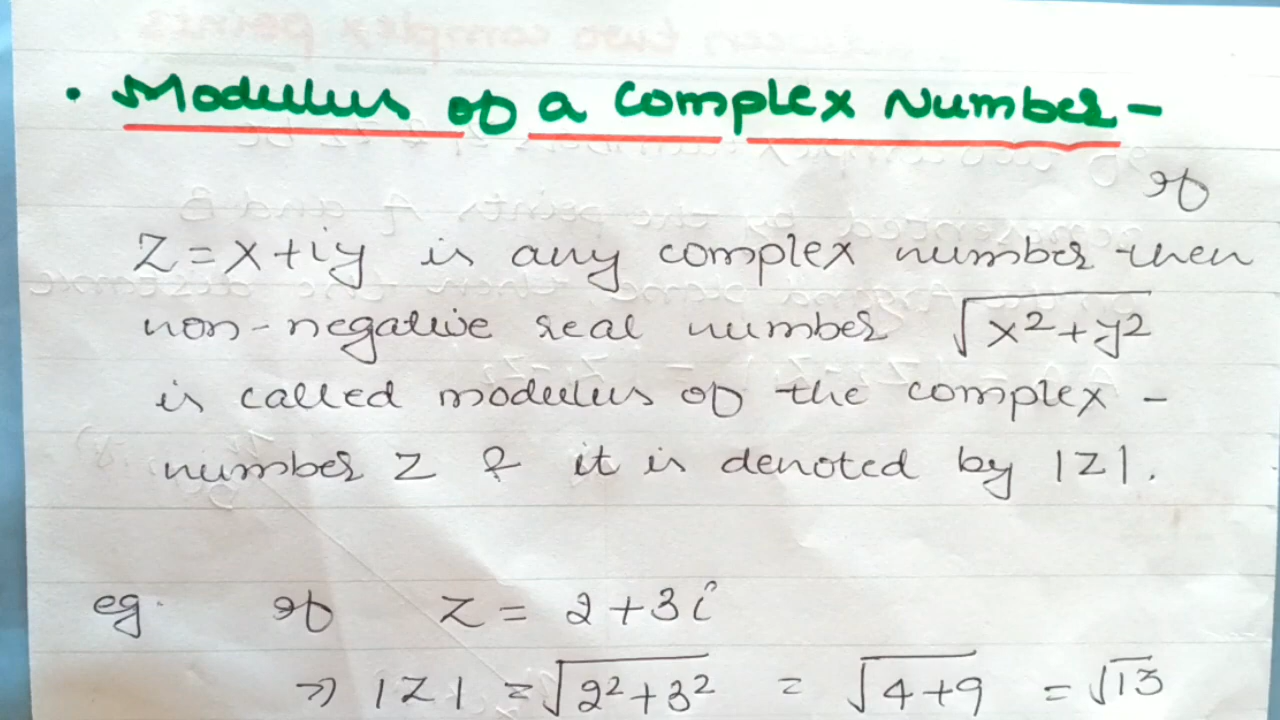 • Modulus of a Complex Number –
If
Z = x + iy is any complex number then
non-negative real number √(x² + y²)
is called modulus of the complex -
number Z & it is denoted by |Z|.
eg. If Z = 2 + 3i
⇒ |Z| = √(2² + 3²) = √(4 + 9) = √13